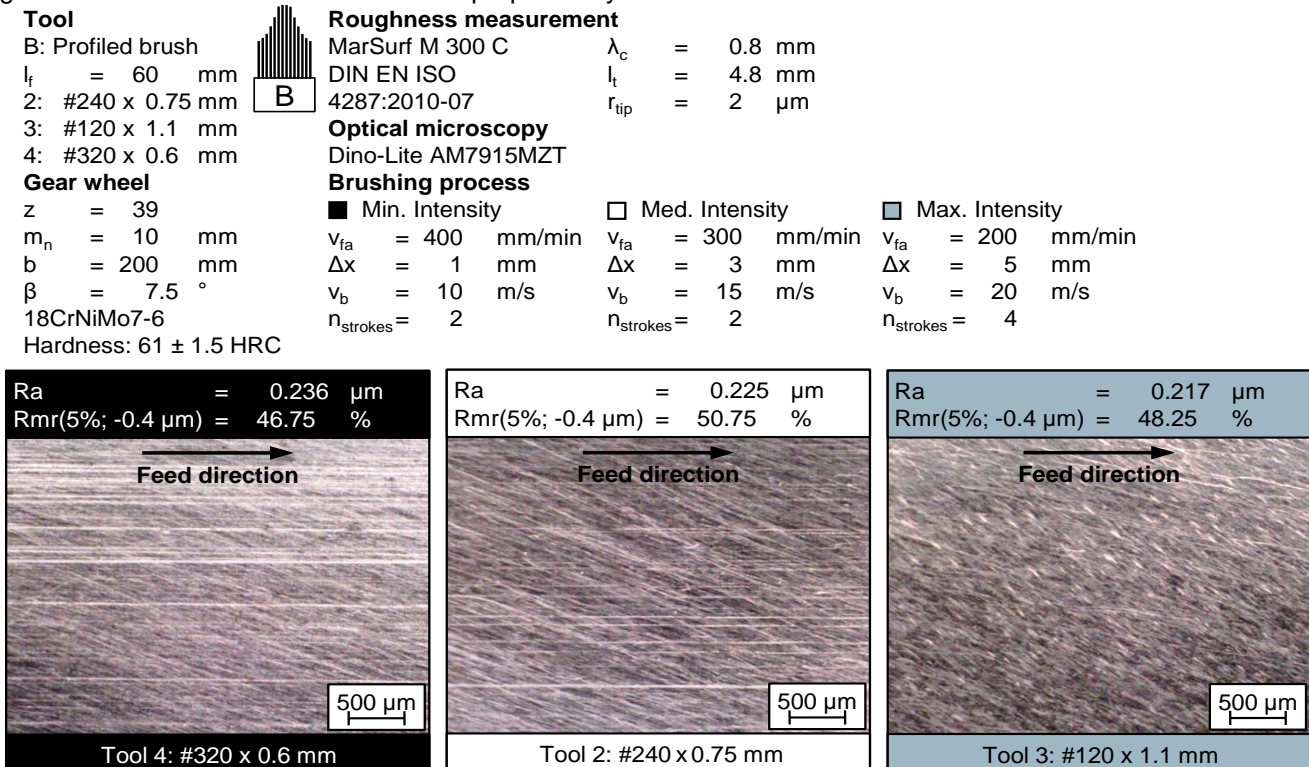 Tool
B: Profiled brush
l_f = 60 mm
2: #240 x 0.75 mm
3: #120 x 1.1 mm
4: #320 x 0.6 mm
B
Gear wheel
z = 39
m_n = 10 mm
b = 200 mm
β = 7.5 °
18CrNiMo7-6
Hardness: 61 ± 1.5 HRC
Roughness measurement
MarSurf M 300 C λ_c = 0.8 mm
DIN EN ISO l_t = 4.8 mm
4287:2010-07 r_tip = 2 µm
Optical microscopy
Dino-Lite AM7915MZT
Brushing process
Min. Intensity
v_fa = 400 mm/min
Δx = 1 mm
v_b = 10 m/s
n_strokes = 2
Med. Intensity
v_fa = 300 mm/min
Δx = 3 mm
v_b = 15 m/s
n_strokes = 2
Max. Intensity
v_fa = 200 mm/min
Δx = 5 mm
v_b = 20 m/s
n_strokes = 4
Ra = 0.236 µm
Rmr(5%; -0.4 µm) = 46.75 %
Feed direction
500 µm
Tool 4: #320 x 0.6 mm
Ra = 0.225 µm
Rmr(5%; -0.4 µm) = 50.75 %
Feed direction
500 µm
Tool 2: #240 x 0.75 mm
Ra = 0.217 µm
Rmr(5%; -0.4 µm) = 48.25 %
Feed direction
500 µm
Tool 3: #120 x 1.1 mm